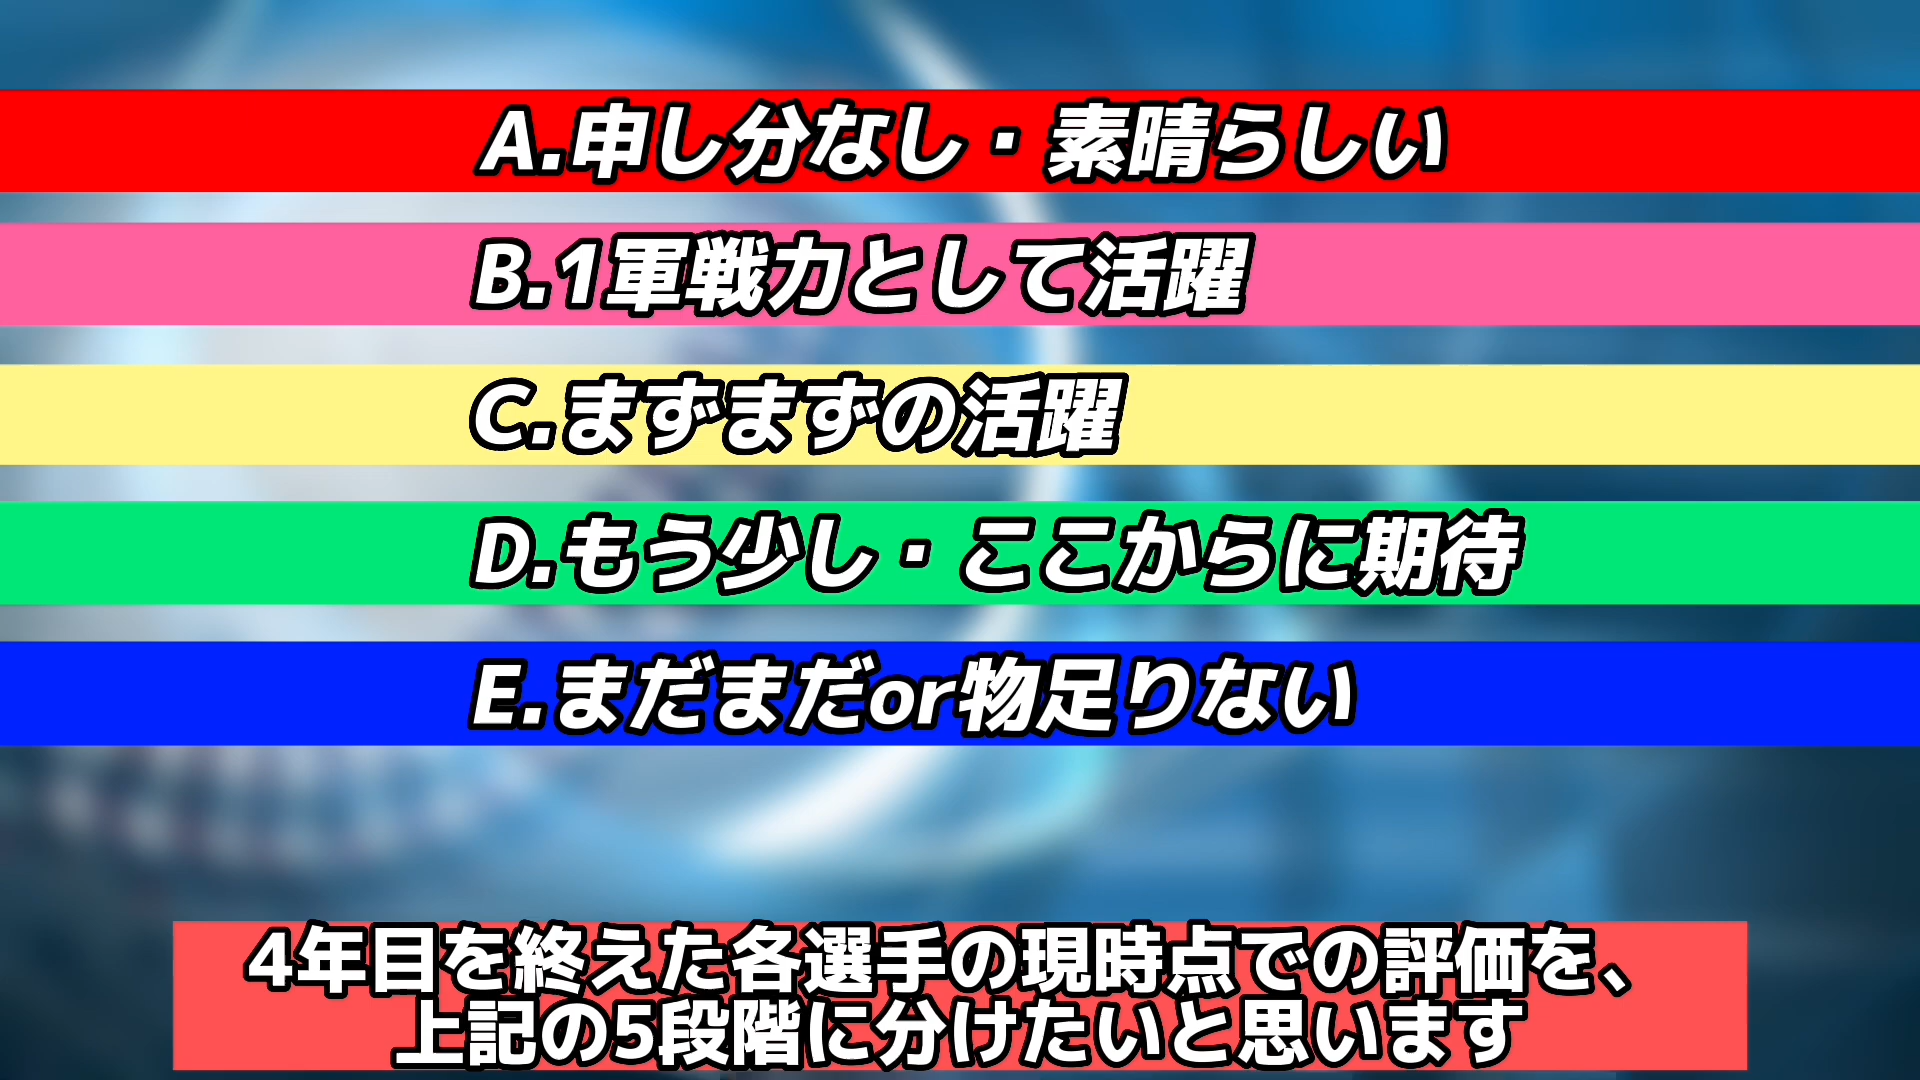 A.申し分なし・素晴らしい
B.1軍戦力として活躍
C.まずまずの活躍
D.もう少し・ここからに期待
E.まだまだor物足りない
4年目を終えた各選手の現時点での評価を、
上記の5段階に分けたいと思います